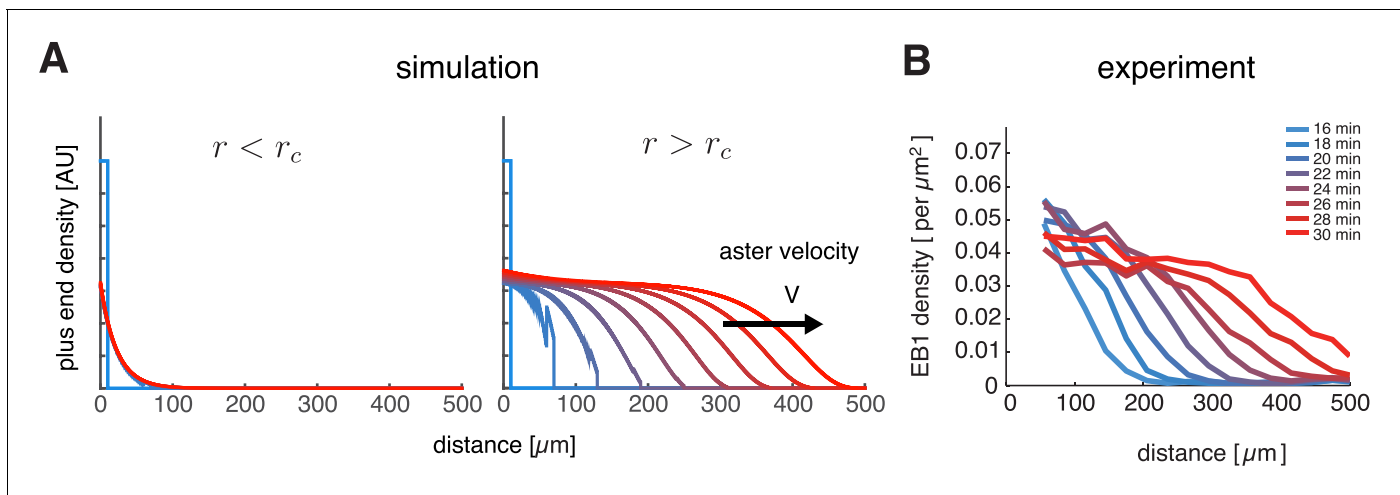 A
simulation
r < r_c
r > r_c
plus end density [AU]
aster velocity
V
0 100 200 300 400 500
0 100 200 300 400 500
distance [µm]
B
experiment
EB1 density [ per µm²]
0.07
0.06
0.05
0.04
0.03
0.02
0.01
0
16 min
18 min
20 min
22 min
24 min
26 min
28 min
30 min
0 100 200 300 400 500
distance [µm]